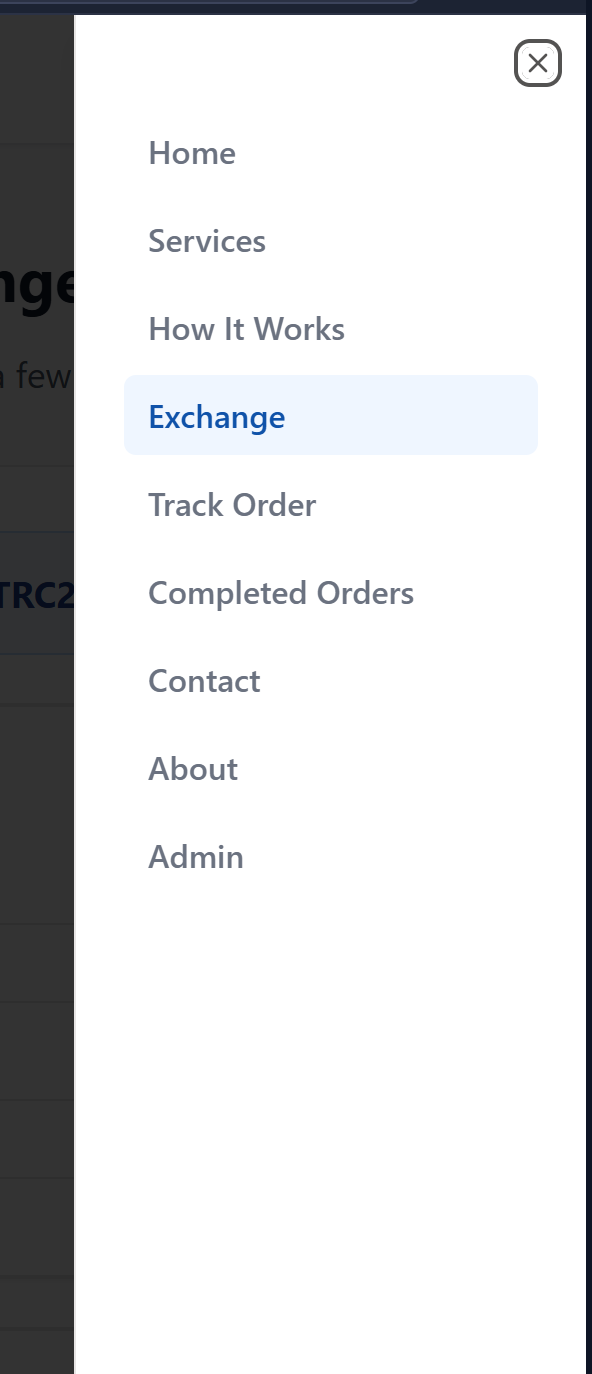 Home
Services
nge
How It Works
few
Exchange
Track Order
TRC2
Completed Orders
Contact
About
Admin